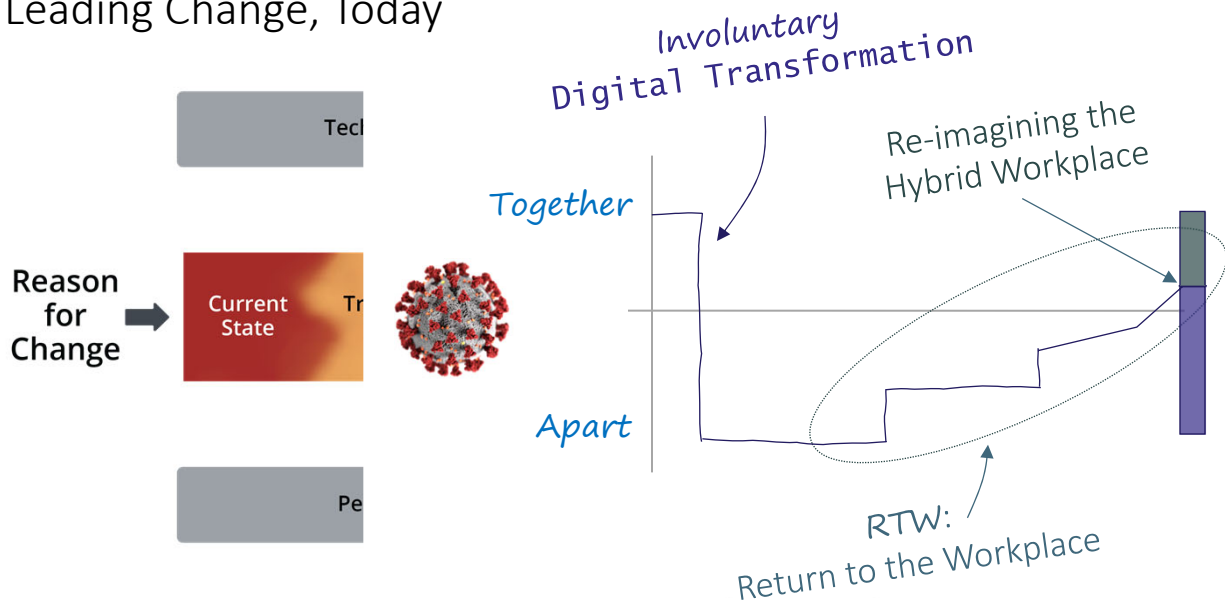 Leading Change, Today
Involuntary
Digital Transformation
Re-imagining the
Hybrid Workplace
Together
Reason
for
Change
Current
State
Apart
RTW:
Return to the Workplace